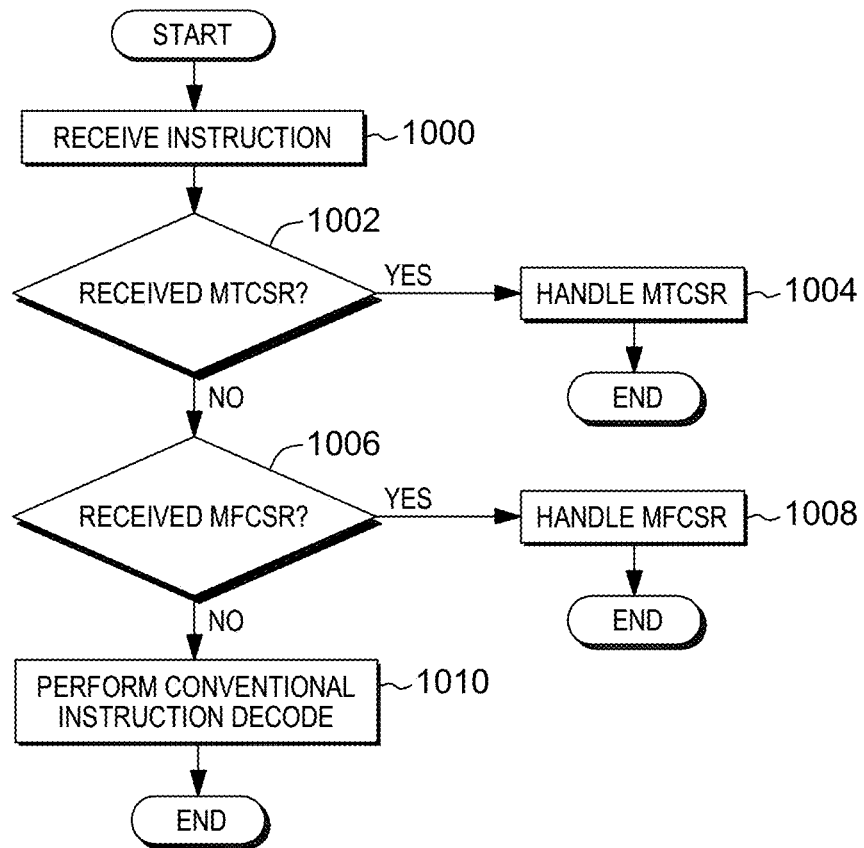 START
RECEIVE INSTRUCTION
1000
1002
RECEIVED MTCSR?
YES
HANDLE MTCSR
1004
END
NO
1006
RECEIVED MFCSR?
YES
HANDLE MFCSR
1008
END
NO
PERFORM CONVENTIONAL
INSTRUCTION DECODE
1010
END